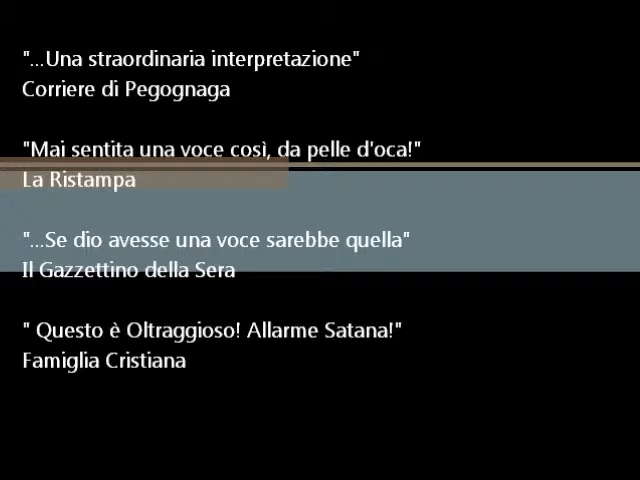 "...Una straordinaria interpretazione"
Corriere di Pegognaga
"Mai sentita una voce così, da pelle d'oca!"
La Ristampa
"...Se dio avesse una voce sarebbe quella"
Il Gazzettino della Sera
" Questo è Oltraggioso! Allarme Satana!"
Famiglia Cristiana